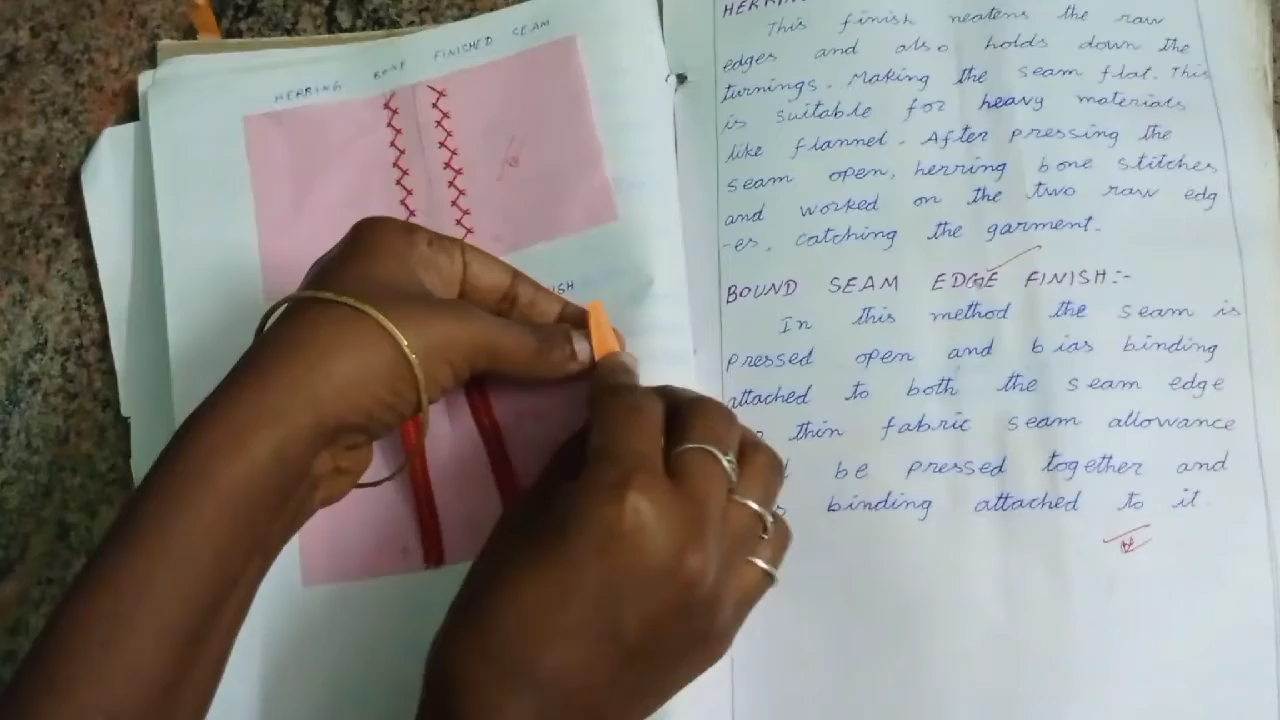 HERRING BONE FINISHED SEAM
This finish neatens the raw
edges and also holds down the
turnings. Making the seam flat. This
is suitable for heavy materials
like flannel. After pressing the
seam open, herring bone stitches
and worked on the two raw edg
-es, catching the garment.
BOUND SEAM EDGE FINISH:-
In this method the seam is
pressed open and bias binding
attached to both the seam edge
thin fabric seam allowance
be pressed together and
binding attached to it.